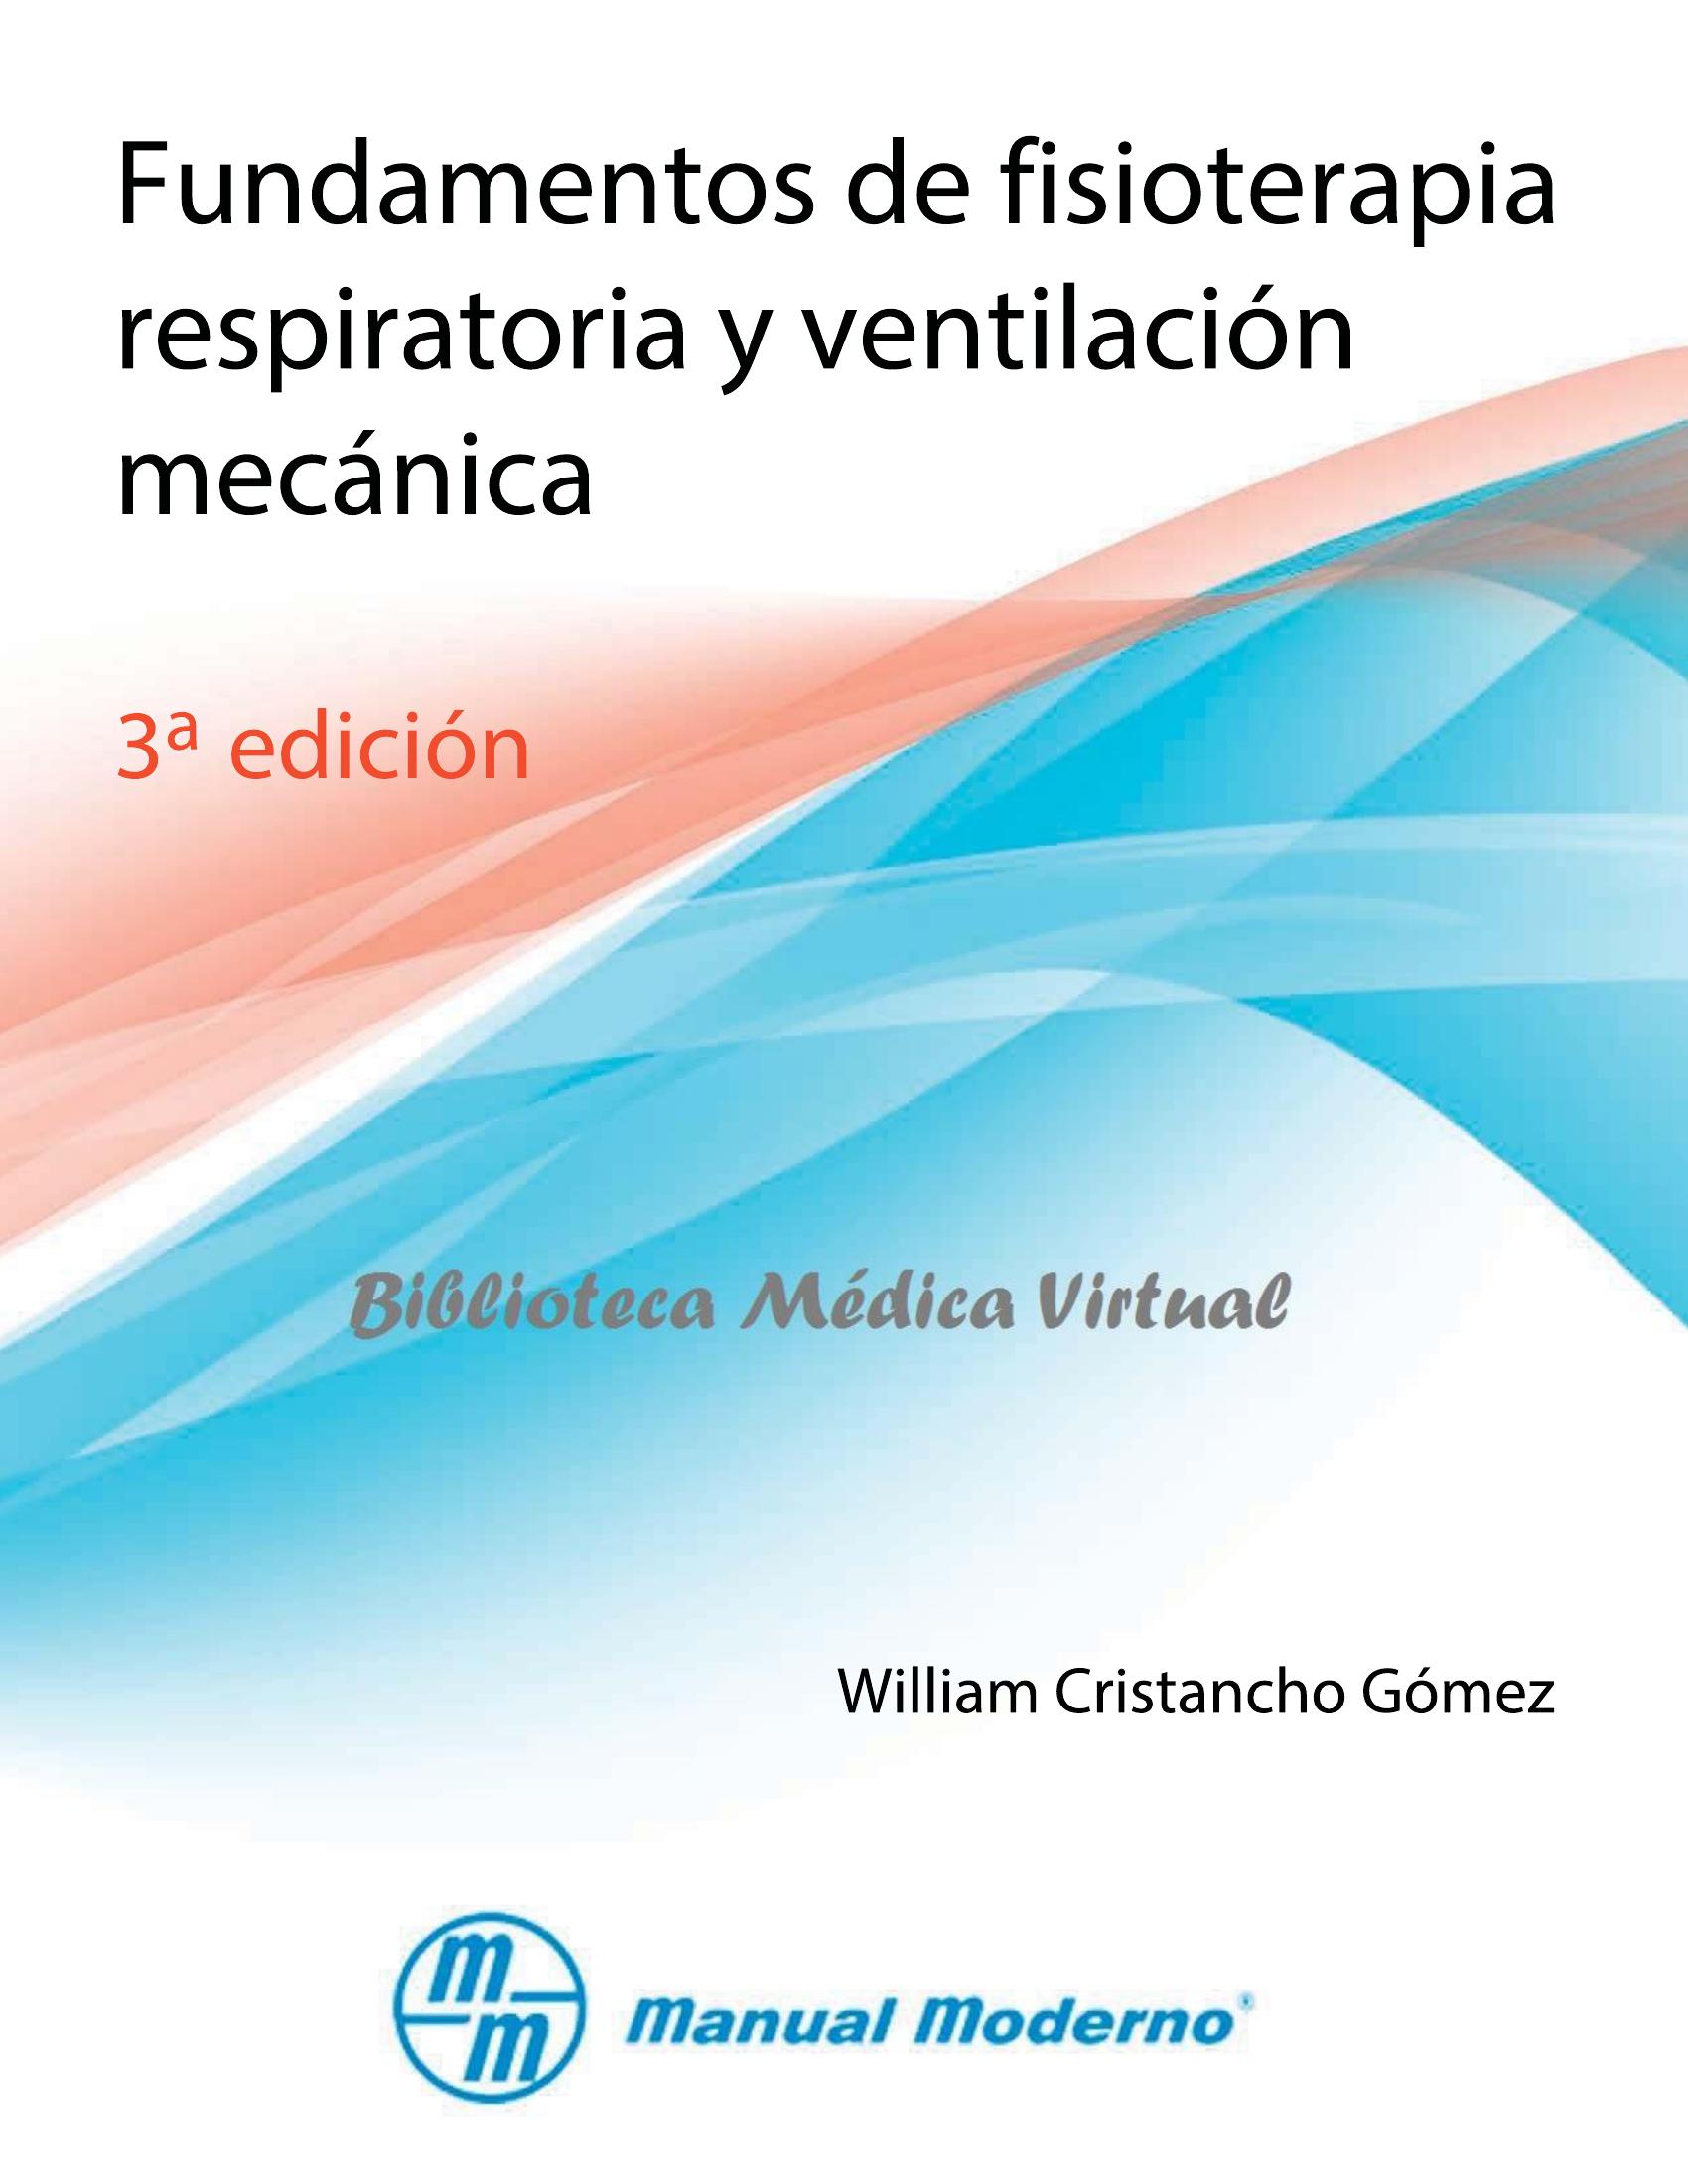 Fundamentos de fisioterapia
respiratoria y ventilación
mecánica
3ª edición
Biblioteca Médica Virtual
William Cristancho Gómez
m
m
Manual Moderno®